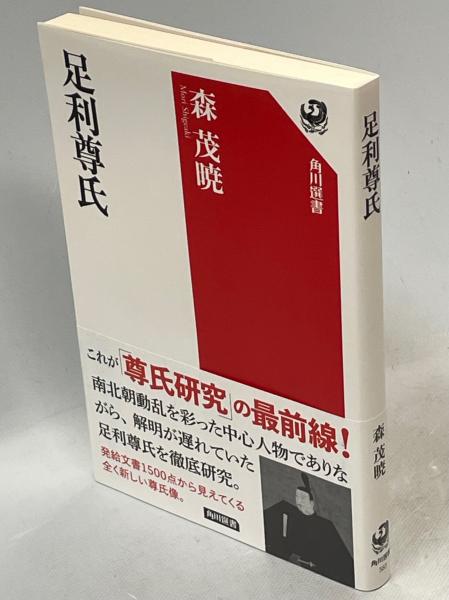 足利尊氏
森 茂暁
Mori Shigeaki
角川選書
これが「尊氏研究」の最前線!
南北朝動乱を彩った中心人物でありな
がら、解明が遅れていた
足利尊氏を徹底研究。
発給文書1500点から見えてくる
全く新しい尊氏像。
角川選書
足利尊氏
森 茂暁
角川選書